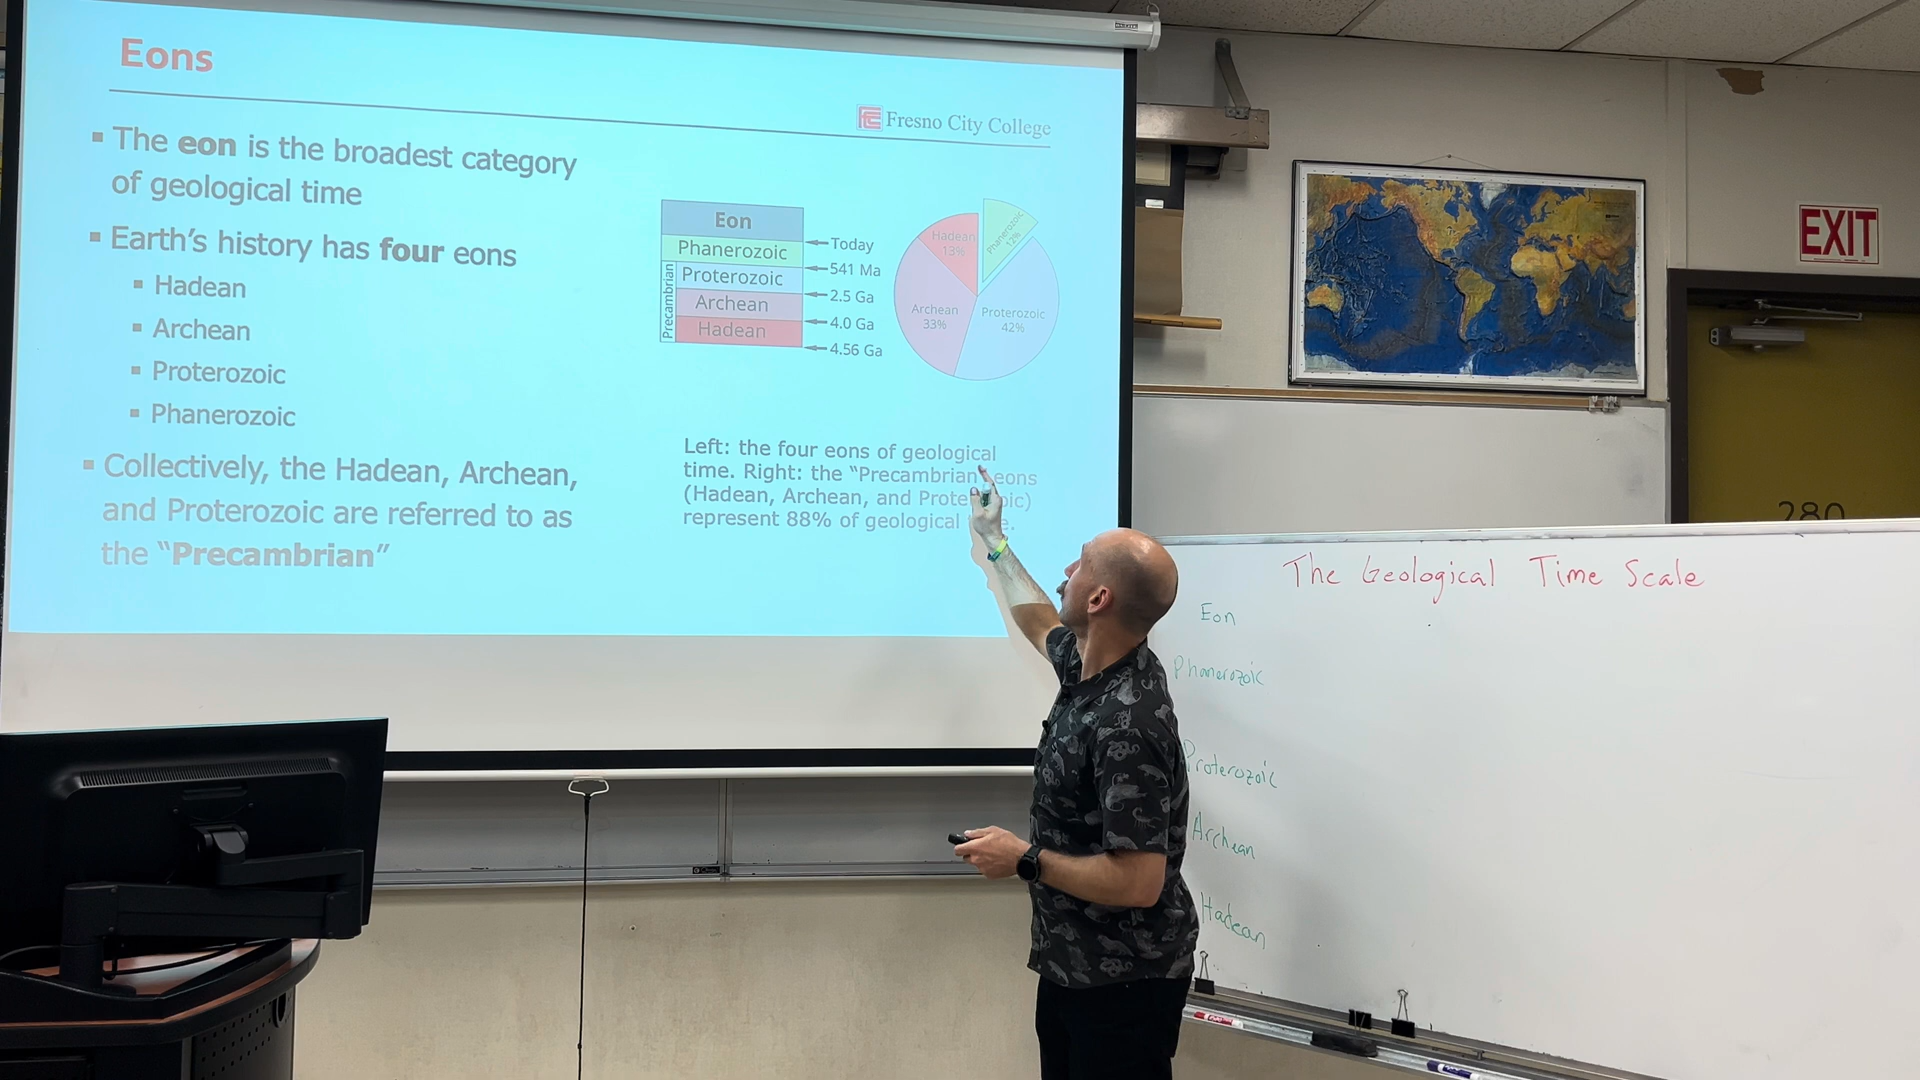 Eons
Fresno City College
The eon is the broadest category
of geological time
Earth's history has four eons
Hadean
Archean
Proterozoic
Phanerozoic
Collectively, the Hadean, Archean,
and Proterozoic are referred to as
the “Precambrian”
Eon
Phanerozoic
Proterozoic
Archean
Hadean
Precambrian
Today
541 Ma
2.5 Ga
4.0 Ga
4.56 Ga
Hadean
13%
Phanerozoic
12%
Archean
33%
Proterozoic
42%
Left: the four eons of geological
time. Right: the “Precambrian” eons
(Hadean, Archean, and Proterozoic)
represent 88% of geological
EXIT
280
The Geological Time Scale
Eon
Phanerozoic
Proterozoic
Archean
Hadean